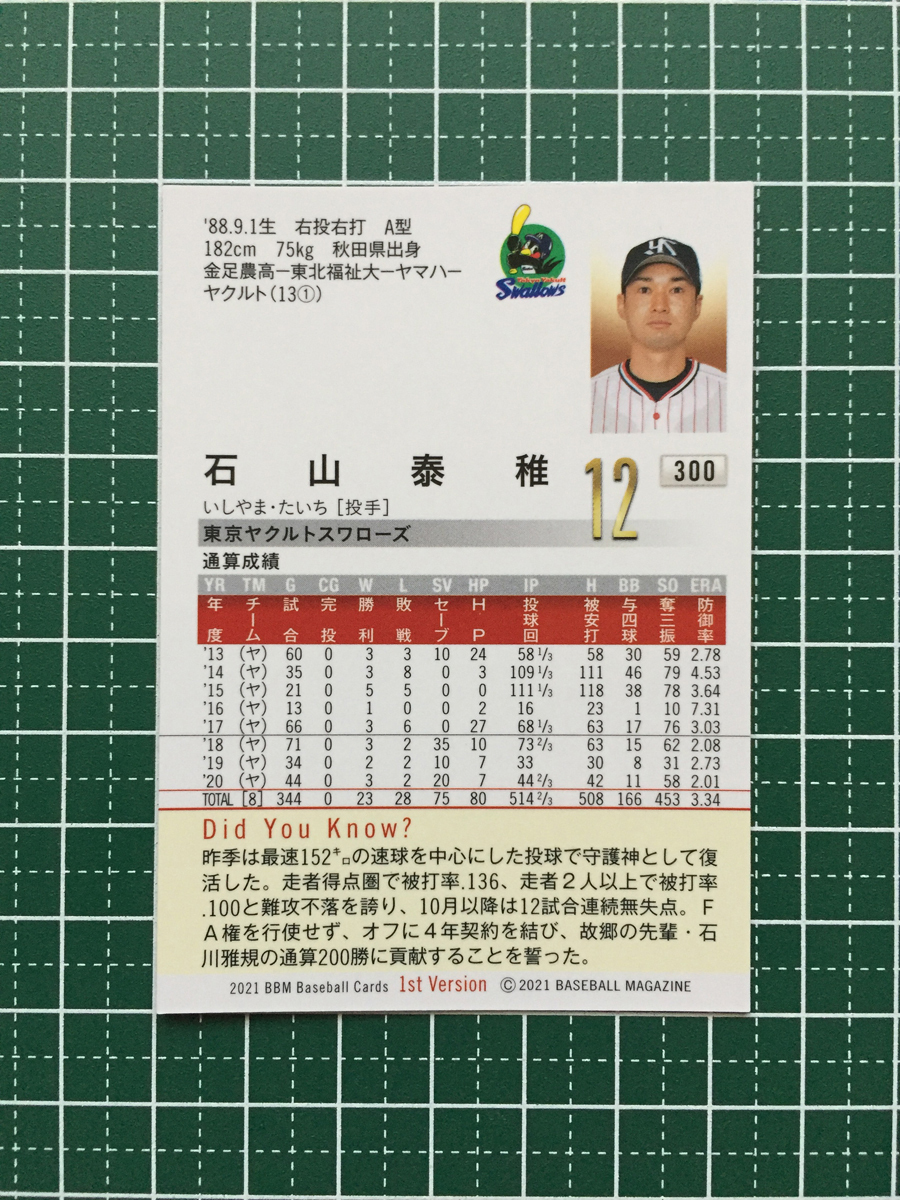 '88.9.1生 右投右打 A型
182cm 75kg 秋田県出身
金足農高ー東北福祉大ーヤマハー
ヤクルト(13①)
Tokyo Yakult
Swallows
石山泰稚
12
300
いしやま・たいち [投手]
東京ヤクルトスワローズ
通算成績
YR TM G CG W L SV HP IP H BB SO ERA
年度 チーム 試合 完投 勝利 敗戦 セーブ HP 投球回 被安打 与四球 奪三振 防御率
'13 (ヤ) 60 0 3 3 10 24 58 1/3 58 30 59 2.78
'14 (ヤ) 35 0 3 8 0 3 109 1/3 111 46 79 4.53
'15 (ヤ) 21 0 5 5 0 0 111 1/3 118 38 78 3.64
'16 (ヤ) 13 0 1 0 0 2 16 23 1 10 7.31
'17 (ヤ) 66 0 3 6 0 27 68 1/3 63 17 76 3.03
'18 (ヤ) 71 0 3 2 35 10 73 2/3 63 15 62 2.08
'19 (ヤ) 34 0 2 2 10 7 33 30 8 31 2.73
'20 (ヤ) 44 0 3 2 20 7 44 2/3 42 11 58 2.01
TOTAL [8] 344 0 23 28 75 80 514 2/3 508 166 453 3.34
Did You Know?
昨季は最速152㌔の速球を中心にした投球で守護神として復
活した。走者得点圏で被打率.136、走者2人以上で被打率
.100と難攻不落を誇り、10月以降は12試合連続無失点。F
A権を行使せず、オフに4年契約を結び、故郷の先輩・石
川雅規の通算200勝に貢献することを誓った。
2021 BBM Baseball Cards 1st Version ©2021 BASEBALL MAGAZINE